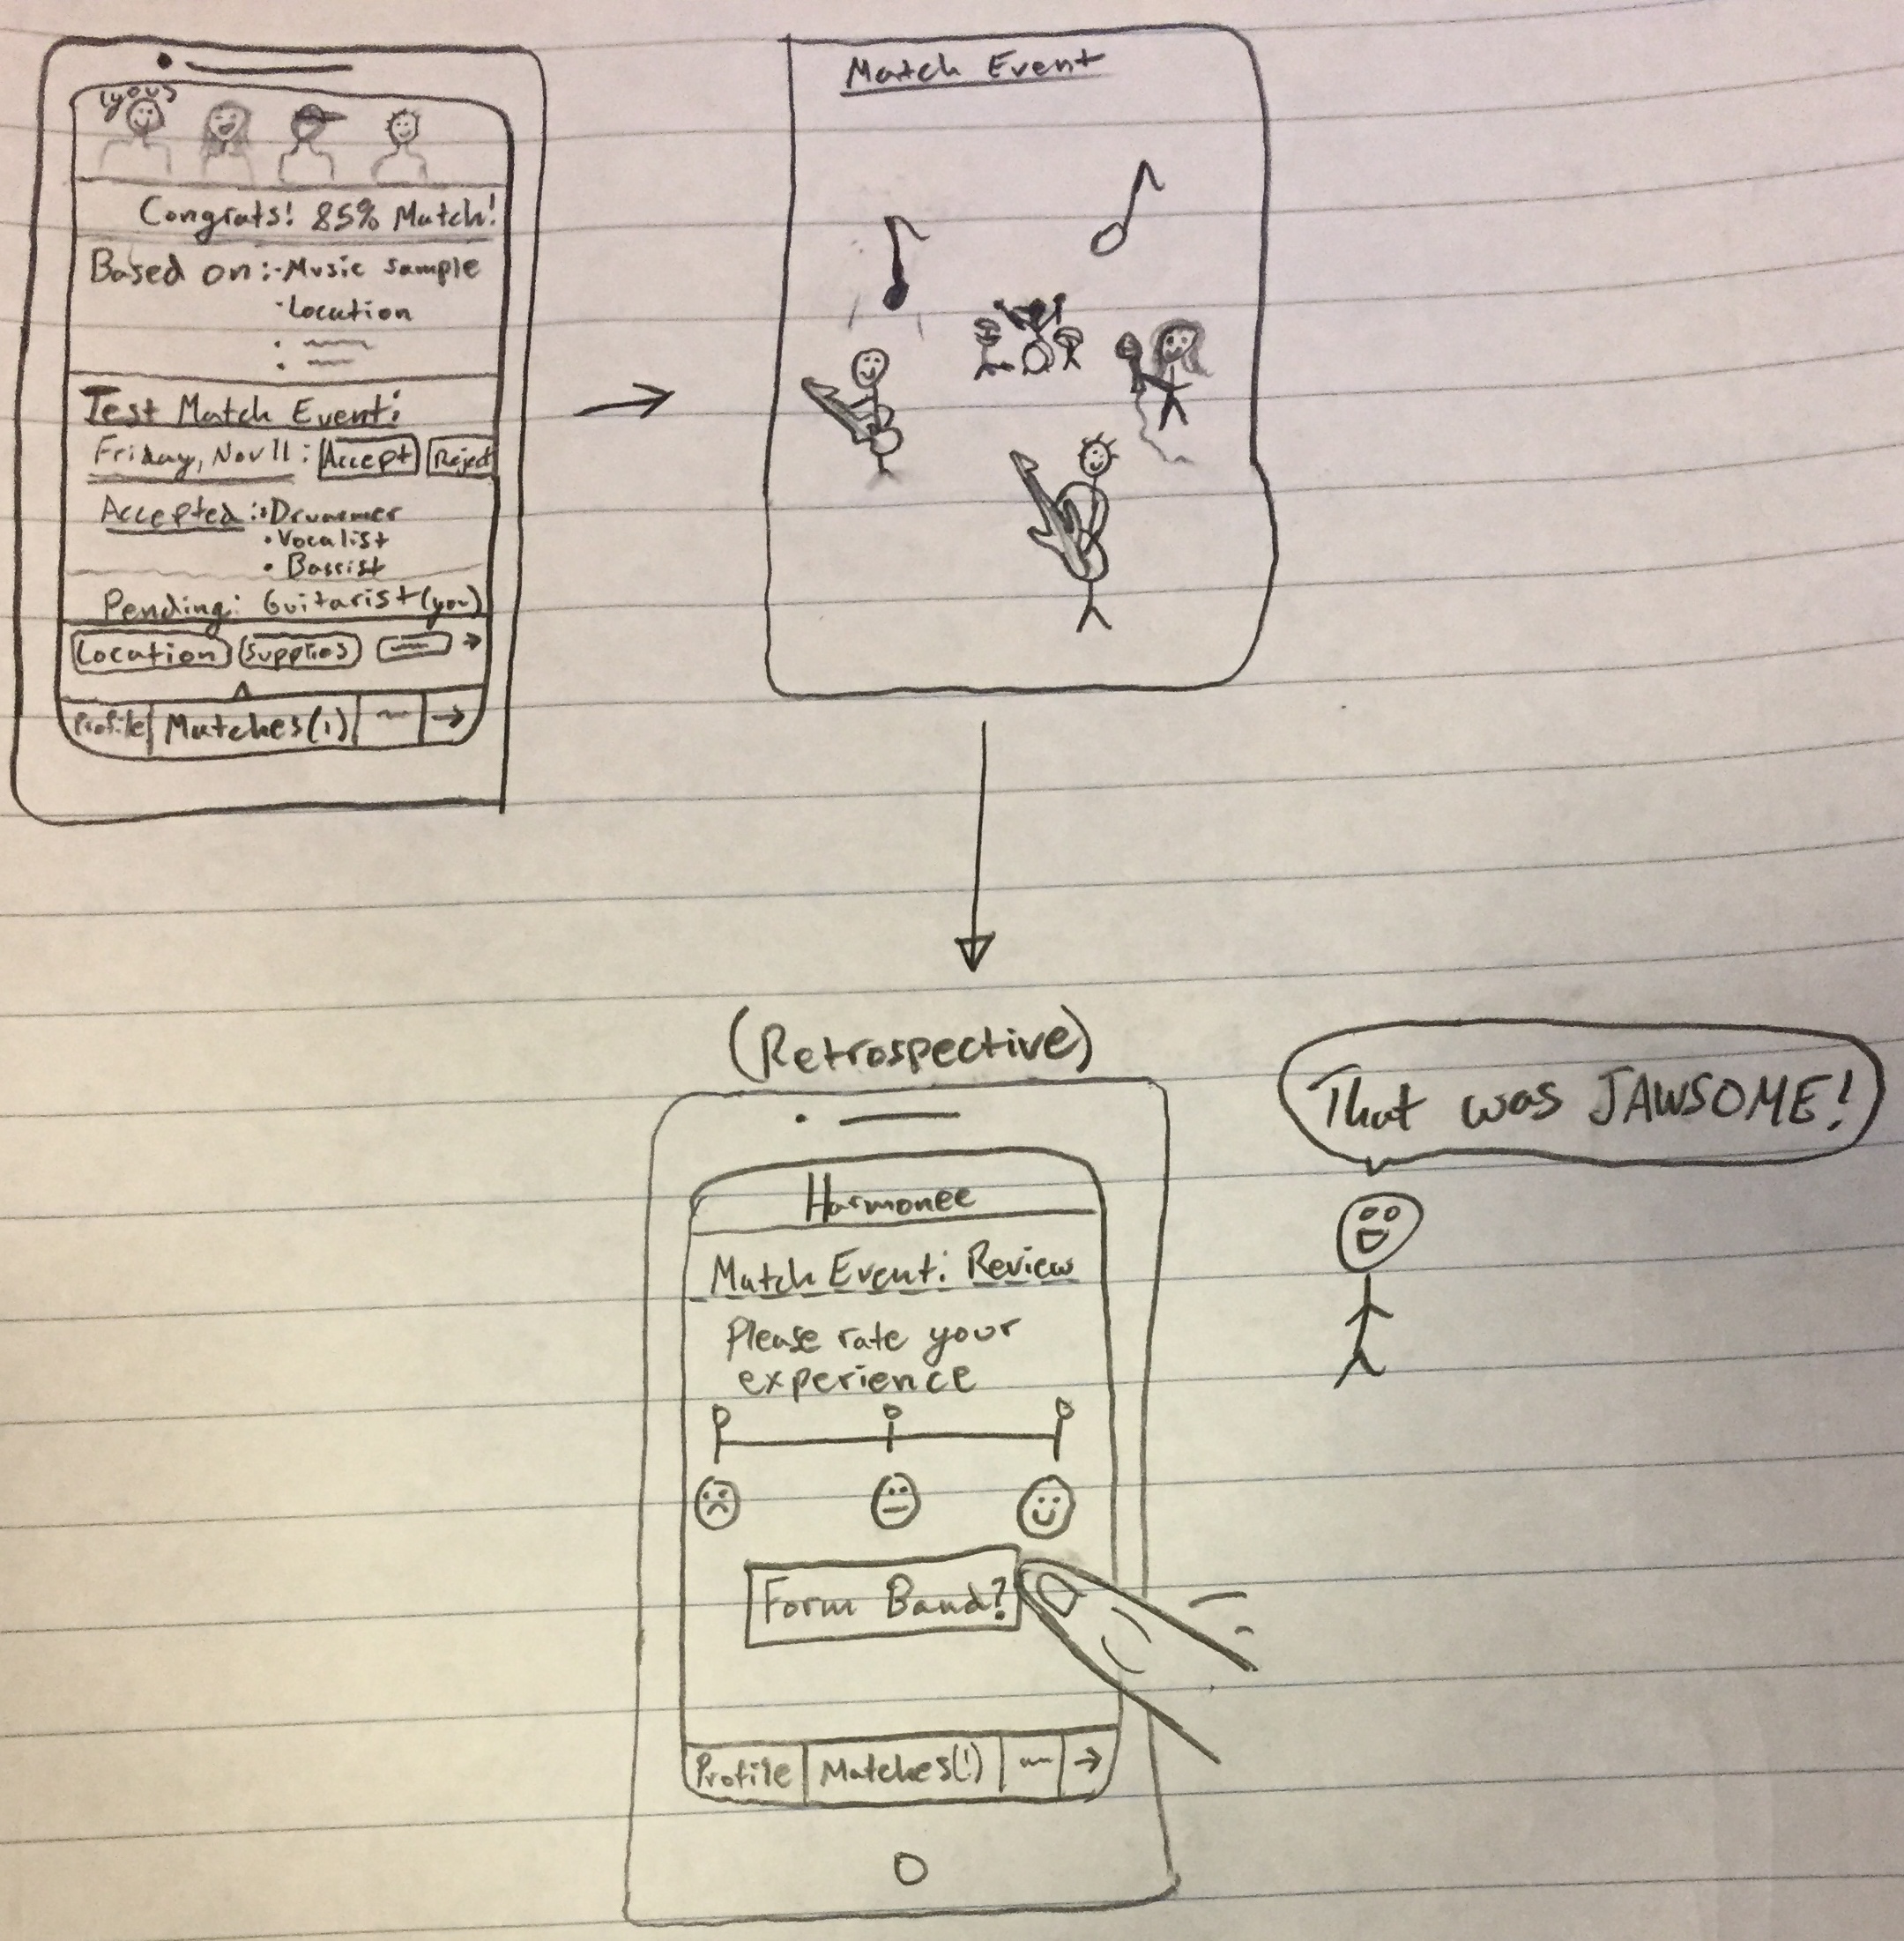 (you)
Congrats! 85% Match!
Based on: - Music sample
- Location
Test Match Event:
Friday, Nov 11: Accept Reject
Accepted: • Drummer
• Vocalist
• Bassist
Pending: Guitarist (you)
Location Supplies →
Profile Matches(1) →
Match Event
(Retrospective)
That was JAWSOME!
Harmonee
Match Event: Review
Please rate your
experience
Form Band?
Profile Matches(!) →